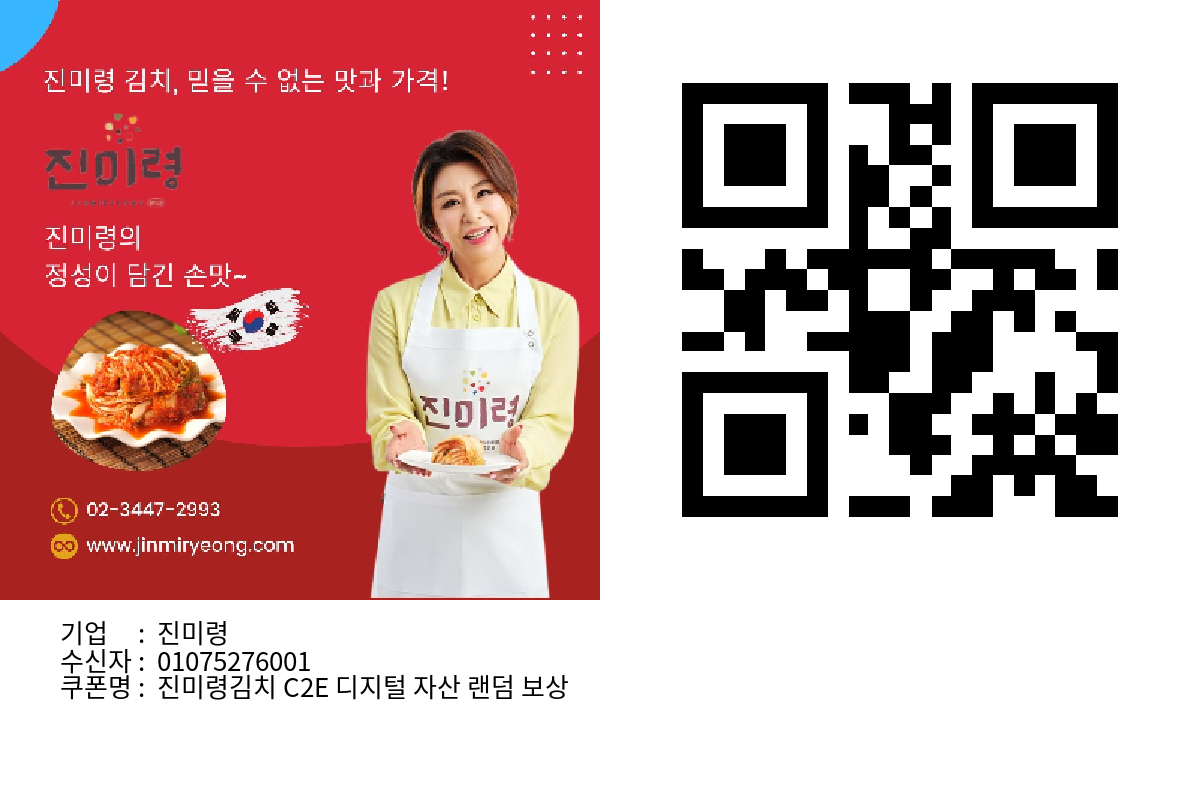 진미령 김치, 믿을 수 없는 맛과 가격!
진미령
진미령의
정성이 담긴 손맛~
진미령
02-3447-2993
www.jinmiryeong.com
기업 : 진미령
수신자 : 01075276001
쿠폰명 : 진미령김치 C2E 디지털 자산 랜덤 보상